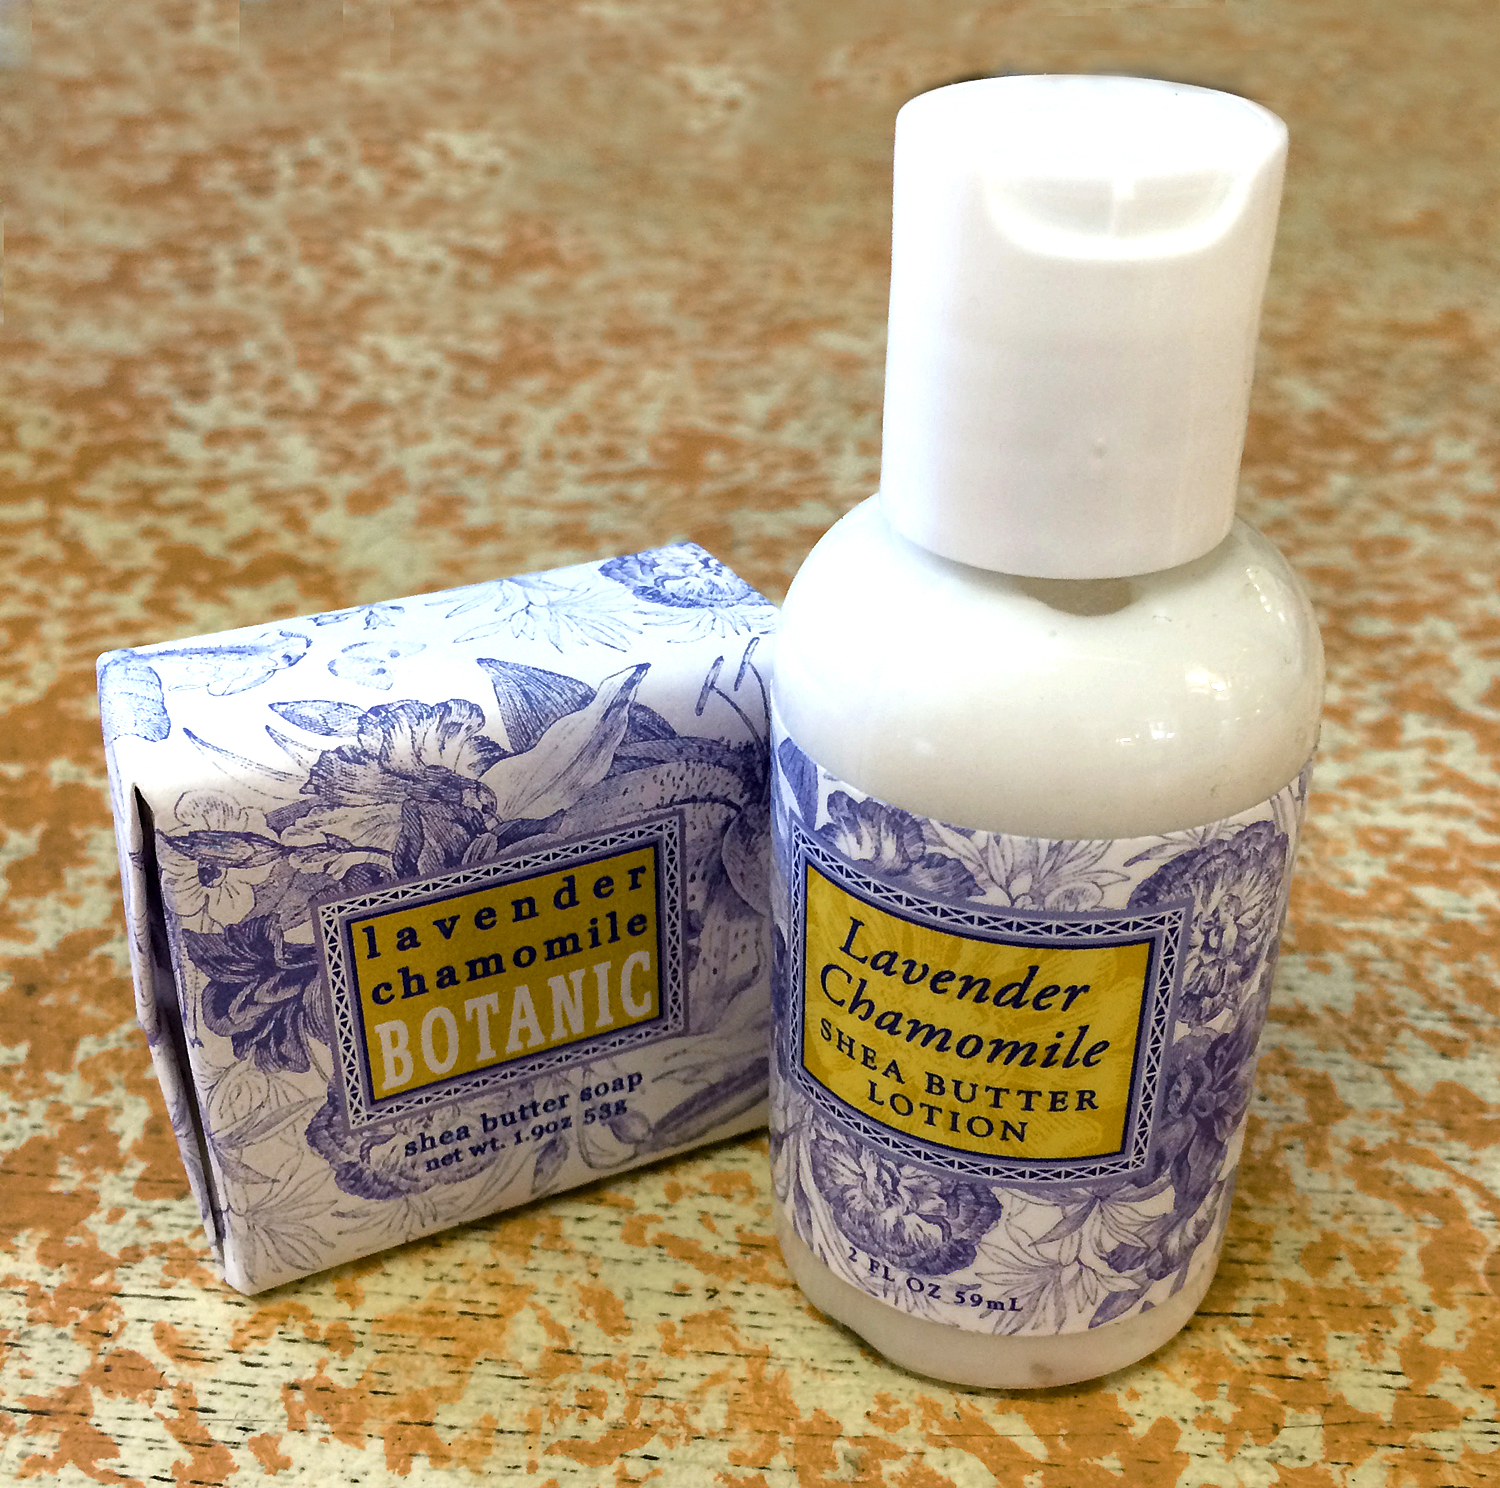 lavender
chamomile
BOTANIC
shea butter soap
net wt. 1.9oz 53g
Lavender
Chamomile
SHEA BUTTER
LOTION
2 FL OZ 59mL